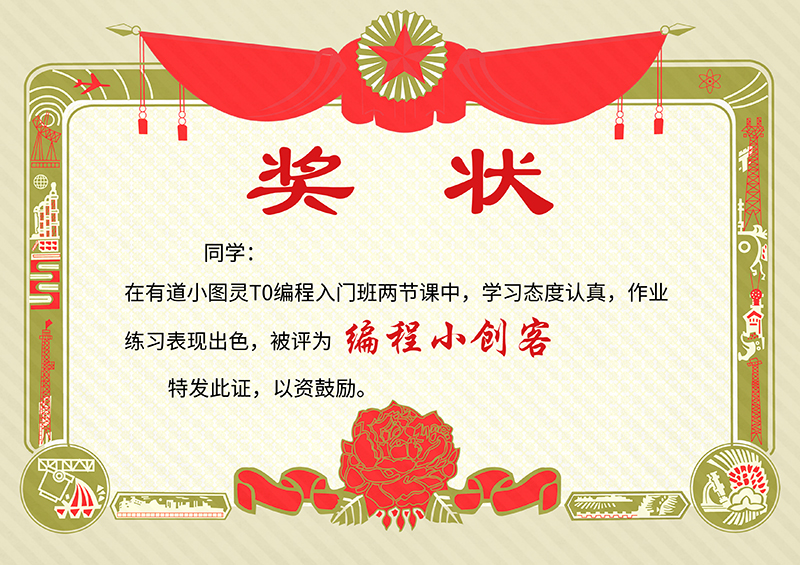 奖 状
同学：
在有道小图灵T0编程入门班两节课中，学习态度认真，作业
练习表现出色，被评为 编程小创客
特发此证，以资鼓励。